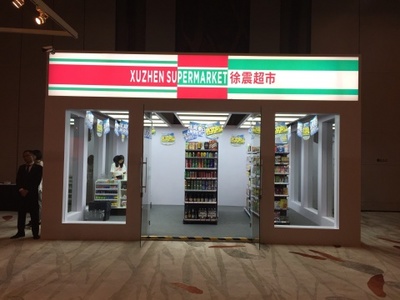 XUZHEN SUPERMARKET 徐震超市